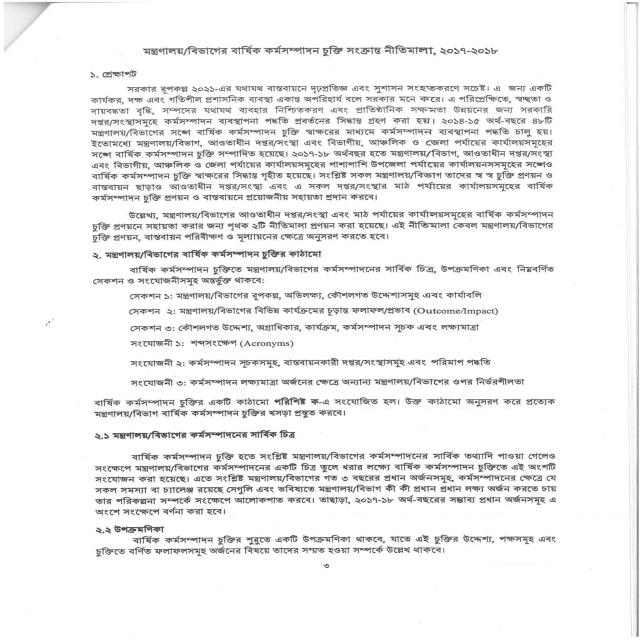 মন্ত্রণালয়/বিভাগের বার্ষিক কর্মসম্পাদন চুক্তি সংক্রান্ত নীতিমালা, ২০১৭-২০১৮
১. প্রেক্ষাপট
সরকার রূপকল্প ২০২১-এর যথাযথ বাস্তবায়নে দৃঢ়প্রতিজ্ঞ এবং সুশাসন সংহতকরণে সচেষ্ট। এ জন্য একটি
কার্যকর, দক্ষ এবং গতিশীল প্রশাসনিক ব্যবস্থা একান্ত অপরিহার্য বলে সরকার মনে করে। এ পরিপ্রেক্ষিতে, স্বচ্ছতা ও
দায়বদ্ধতা বৃদ্ধি, সম্পদের যথাযথ ব্যবহার নিশ্চিতকরণ এবং প্রাতিষ্ঠানিক সক্ষমতা উন্নয়নের জন্য সরকারি
দপ্তর/সংস্থাসমূহে কর্মসম্পাদন ব্যবস্থাপনা পদ্ধতি প্রবর্তনের সিদ্ধান্ত গ্রহণ করা হয়। ২০১৪-১৫ অর্থ-বছরে ৪৮টি
মন্ত্রণালয়/বিভাগের সঙ্গে বার্ষিক কর্মসম্পাদন চুক্তি স্বাক্ষরের মাধ্যমে কর্মসম্পাদন ব্যবস্থাপনা পদ্ধতি চালু হয়।
ইতোমধ্যে মন্ত্রণালয়/বিভাগ, আওতাধীন দপ্তর/সংস্থা এবং বিভাগীয়, আঞ্চলিক ও জেলা পর্যায়ের কার্যালয়সমূহের
সঙ্গে বার্ষিক কর্মসম্পাদন চুক্তি সম্পাদিত হয়েছে। ২০১৭-১৮ অর্থবছর হতে মন্ত্রণালয়/বিভাগ, আওতাধীন দপ্তর/সংস্থা
এবং বিভাগীয়, আঞ্চলিক ও জেলা পর্যায়ের কার্যালয়সমূহের পাশাপাশি উপজেলা পর্যায়ের কার্যালয়নসমূহের সঙ্গেও
বার্ষিক কর্মসম্পাদন চুক্তি স্বাক্ষরের সিদ্ধান্ত গৃহীত হয়েছে। সংশ্লিষ্ট সকল মন্ত্রণালয়/বিভাগ তাদের স্ব স্ব চুক্তি প্রণয়ন ও
বাস্তবায়ন ছাড়াও আওতাধীন দপ্তর/সংস্থা এবং এ সকল দপ্তর/সংস্থার মাঠ পর্যায়ের কার্যালয়সমূহের বার্ষিক
কর্মসম্পাদন চুক্তি প্রণয়ন ও বাস্তবায়নে প্রয়োজনীয় সহায়তা প্রদান করবে।
উল্লেখ্য, মন্ত্রণালয়/বিভাগের আওতাধীন দপ্তর/সংস্থা এবং মাঠ পর্যায়ের কার্যালয়সমূহের বার্ষিক কর্মসম্পাদন
চুক্তি প্রণয়নে সহায়তা করার জন্য পৃথক ২টি নীতিমালা প্রণয়ন করা হয়েছে। এই নীতিমালা কেবল মন্ত্রণালয়/বিভাগের
চুক্তি প্রণয়ন, বাস্তবায়ন পরিবীক্ষণ ও মূল্যায়নের ক্ষেত্রে অনুসরণ করতে হবে।
২. মন্ত্রণালয়/বিভাগের বার্ষিক কর্মসম্পাদন চুক্তির কাঠামো
বার্ষিক কর্মসম্পাদন চুক্তিতে মন্ত্রণালয়/বিভাগের কর্মসম্পাদনের সার্বিক চিত্র, উপক্রমণিকা এবং নিম্নবর্ণিত
সেকশন ও সংযোজনীসমূহ অন্তর্ভুক্ত থাকবে:
সেকশন ১: মন্ত্রণালয়/বিভাগের রূপকল্প, অভিলক্ষ্য, কৌশলগত উদ্দেশ্যসমূহ এবং কার্যাবলি
সেকশন ২: মন্ত্রণালয়/বিভাগের বিভিন্ন কার্যক্রমের চূড়ান্ত ফলাফল/প্রভাব (Outcome/Impact)
সেকশন ৩: কৌশলগত উদ্দেশ্য, অগ্রাধিকার, কার্যক্রম, কর্মসম্পাদন সূচক এবং লক্ষ্যমাত্রা
সংযোজনী ১: শব্দসংক্ষেপ (Acronyms)
সংযোজনী ২: কর্মসম্পাদন সূচকসমূহ, বাস্তবায়নকারী দপ্তর/সংস্থাসমূহ এবং পরিমাপ পদ্ধতি
সংযোজনী ৩: কর্মসম্পাদন লক্ষ্যমাত্রা অর্জনের ক্ষেত্রে অন্যান্য মন্ত্রণালয়/বিভাগের ওপর নির্ভরশীলতা
বার্ষিক কর্মসম্পাদন চুক্তির একটি কাঠামো পরিশিষ্ট ক-এ সংযোজিত হল। উক্ত কাঠামো অনুসরণ করে প্রত্যেক
মন্ত্রণালয়/বিভাগ বার্ষিক কর্মসম্পাদন চুক্তির খসড়া প্রস্তুত করবে।
২.১ মন্ত্রণালয়/বিভাগের কর্মসম্পাদনের সার্বিক চিত্র
বার্ষিক কর্মসম্পাদন চুক্তি হতে সংশ্লিষ্ট মন্ত্রণালয়/বিভাগের কর্মসম্পাদনের সার্বিক তথ্যাদি পাওয়া গেলেও
সংক্ষেপে মন্ত্রণালয়/বিভাগের কর্মসম্পাদনের একটি চিত্র তুলে ধরার লক্ষ্যে বার্ষিক কর্মসম্পাদন চুক্তিতে এই অংশটি
সংযোজন করা হয়েছে। এতে সংশ্লিষ্ট মন্ত্রণালয়/বিভাগের গত ৩ বছরের প্রধান অর্জনসমূহ, কর্মসম্পাদনের ক্ষেত্রে যে
সকল সমস্যা বা চ্যালেঞ্জ রয়েছে সেগুলি এবং ভবিষ্যতে মন্ত্রণালয়/বিভাগ কী কী প্রধান প্রধান লক্ষ্য অর্জন করতে চায়
তার পরিকল্পনা সম্পর্কে সংক্ষেপে আলোকপাত করবে। তাছাড়া, ২০১৭-১৮ অর্থ-বছরের সম্ভাব্য প্রধান অর্জনসমূহ এ
অংশে সংক্ষেপে বর্ণনা করা হবে।
২.২ উপক্রমণিকা
বার্ষিক কর্মসম্পাদন চুক্তির শুরুতে একটি উপক্রমণিকা থাকবে, যাতে এই চুক্তির উদ্দেশ্য, পক্ষসমূহ এবং
চুক্তিতে বর্ণিত ফলাফলসমূহ অর্জনের বিষয়ে তাদের সম্মত হওয়া সম্পর্কে উল্লেখ থাকবে।
৩